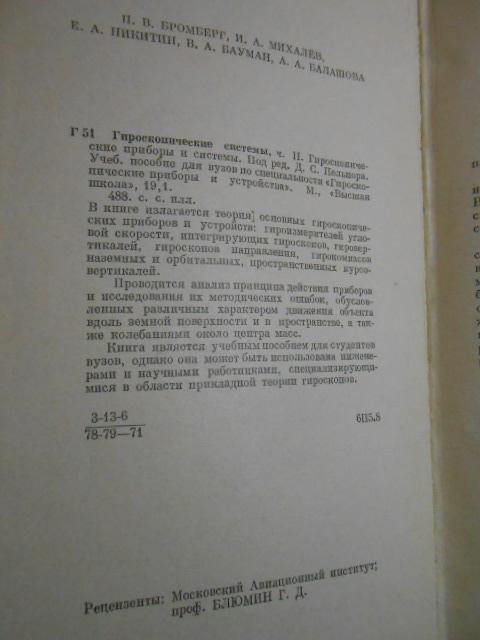 П. В. БРОМБЕРГ, И. А. МИХАЛЕВ,
Е. А. НИКИТИН, В. А. БАУМАН, А. А. БАЛАШОВА
Г 51 Гироскопические системы, ч. II. Гироскопиче-
ские приборы и системы. Под ред. Д. С. Пельпора.
Учеб. пособие для вузов по специальности «Гироско-
пические приборы и устройства». М., «Высшая
школа», 19,1.
488. с. с. илл.
В книге излагается теория основных гироскопиче-
ских приборов и устройств: гироизмерителей угло-
вой скорости, интегрирующих гироскопов, гировер-
тикалей, гироскопов направления, гирокомпасов
наземных и орбитальных, пространственных курсо-
вертикалей.
Проводится анализ принципа действия приборов
и исследования их методических ошибок, обуслов-
ленных различным характером движения объекта
вдоль земной поверхности и в пространстве, а так-
же колебаниями около центра масс.
Книга является учебным пособием для студентов
вузов, однако она может быть использована инжене-
рами и научными работниками, специализирующи-
мися в области прикладной теории гироскопов.
3-13-6
78-79—71
6П5.8
Рецензенты: Московский Авиационный институт;
проф. БЛЮМИН Г. Д.